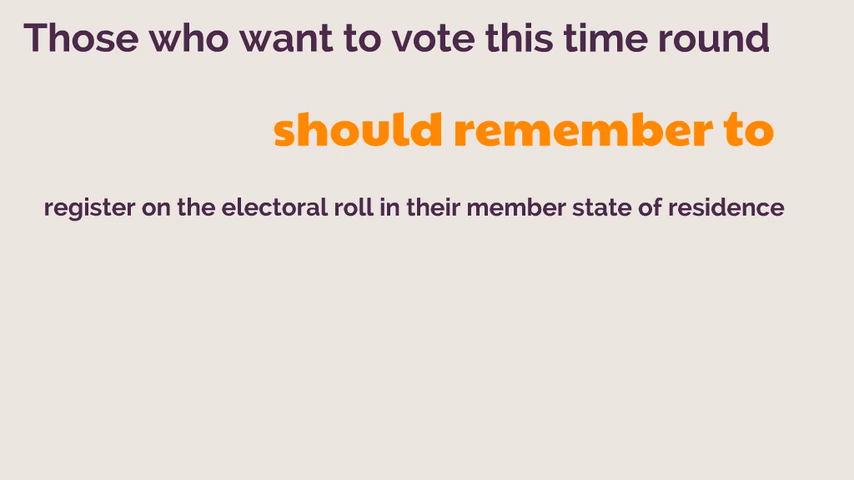 Those who want to vote this time round
should remember to
register on the electoral roll in their member state of residence